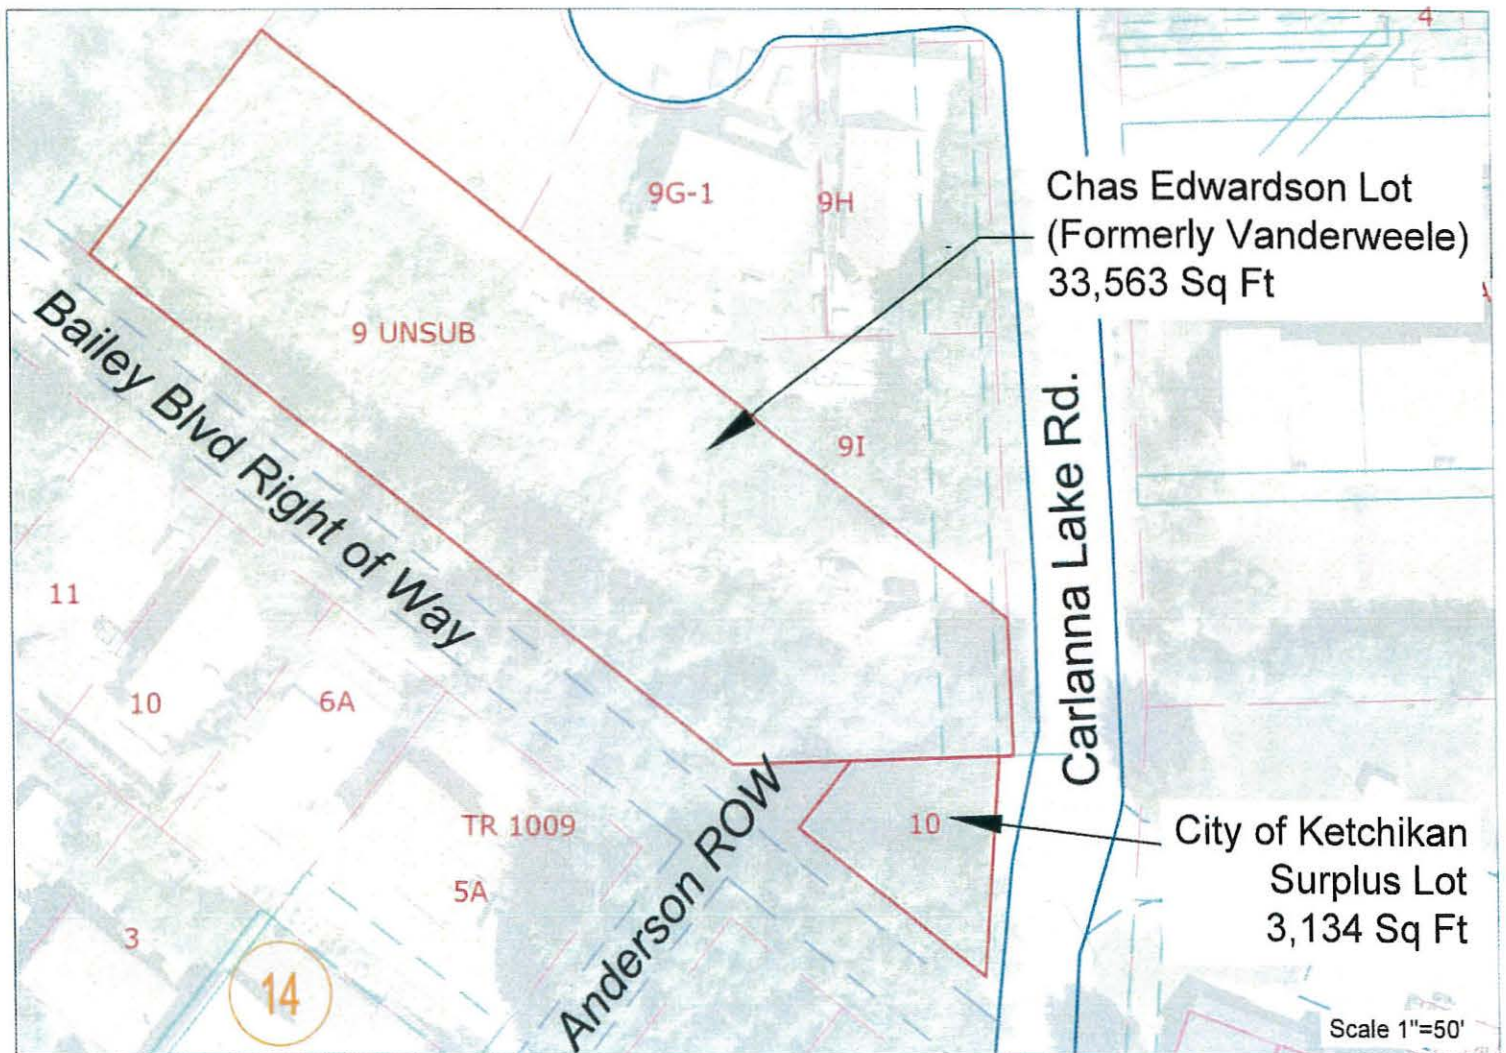 4
9G-1
9H
Chas Edwardson Lot
(Formerly Vanderweele)
33,563 Sq Ft
9 UNSUB
Bailey Blvd Right of Way
9I
Carlanna Lake Rd.
11
10
6A
TR 1009
5A
3
14
Anderson ROW
10
City of Ketchikan
Surplus Lot
3,134 Sq Ft
Scale 1"=50'